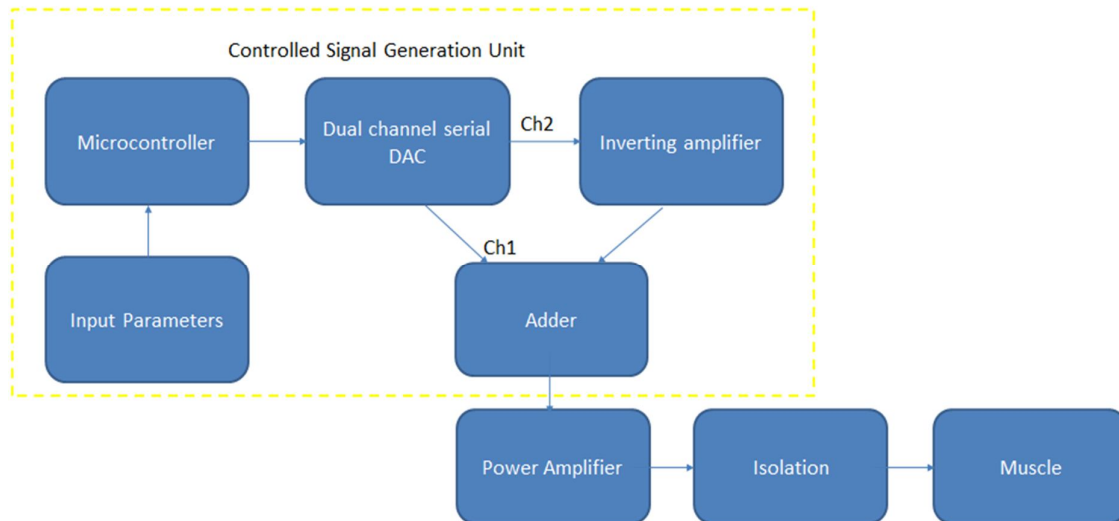 Controlled Signal Generation Unit
Microcontroller
Dual channel serial
DAC
Ch2
Inverting amplifier
Ch1
Input Parameters
Adder
Power Amplifier
Isolation
Muscle